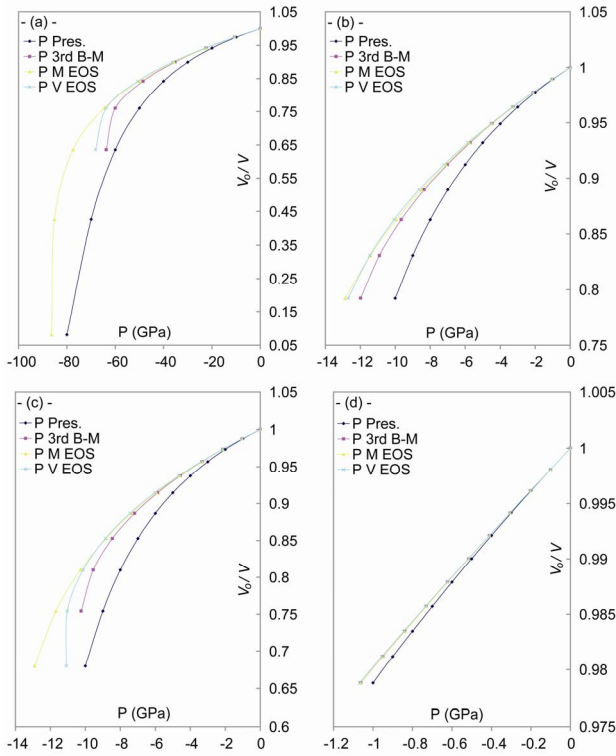 - (a) -
P Pres.
P 3rd B-M
P M EOS
P V EOS
1.05
0.95
0.85
0.75
0.65
0.55
0.45
0.35
0.25
0.15
0.05
Vo/ V
P (GPa)
-100 -80 -60 -40 -20 0
- (b) -
P Pres.
P 3rd B-M
P M EOS
P V EOS
1.05
1
0.95
0.9
0.85
0.8
0.75
Vo/ V
P (GPa)
-14 -12 -10 -8 -6 -4 -2 0
- (c) -
P Pres.
P 3rd B-M
P M EOS
P V EOS
1.05
1
0.95
0.9
0.85
0.8
0.75
0.7
0.65
0.6
Vo/ V
P (GPa)
-14 -12 -10 -8 -6 -4 -2 0
- (d) -
P Pres.
P 3rd B-M
P M EOS
P V EOS
1.005
1
0.995
0.99
0.985
0.98
0.975
Vo/ V
P (GPa)
-1.2 -1 -0.8 -0.6 -0.4 -0.2 0